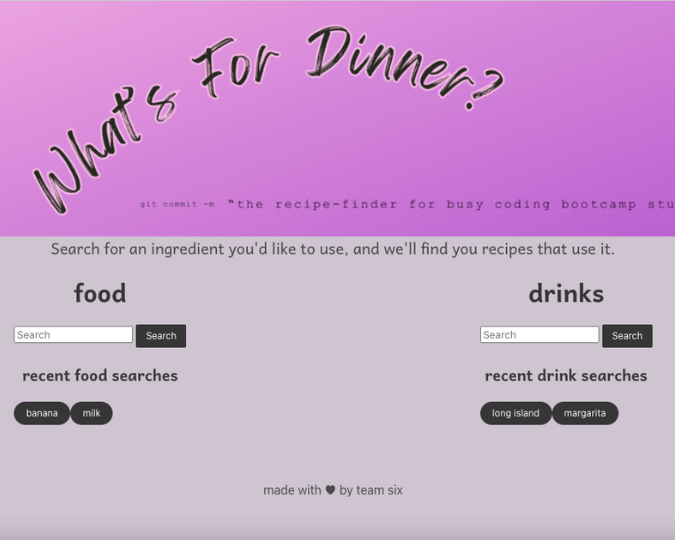 What's For Dinner?
git commit -m "the recipe-finder for busy coding bootcamp stu
Search for an ingredient you'd like to use, and we'll find you recipes that use it.
food
drinks
Search Search
Search Search
recent food searches
recent drink searches
banana milk
long island margarita
made with ♥ by team six